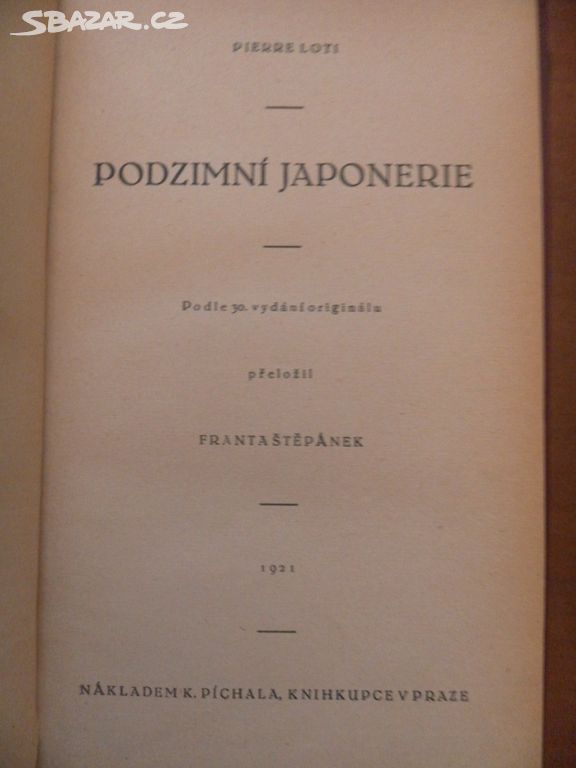 SBAZAR.CZ
PIERRE LOTI
PODZIMNÍ JAPONERIE
Podle 30. vydání originálu
přeložil
FRANTA ŠTĚPÁNEK
1921
NÁKLADEM K. PÍCHALA, KNIHKUPCE V PRAZE